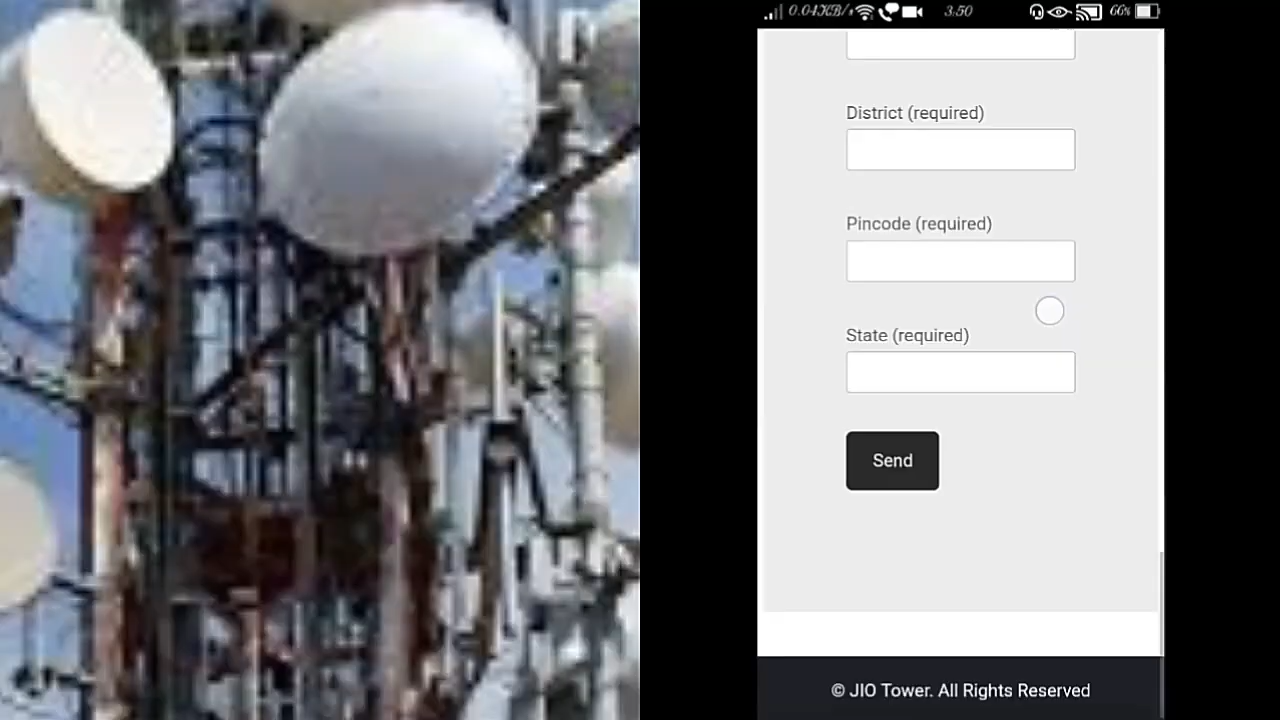 0.04KB/s 3:50 66%
District (required)
Pincode (required)
State (required)
Send
© JIO Tower. All Rights Reserved